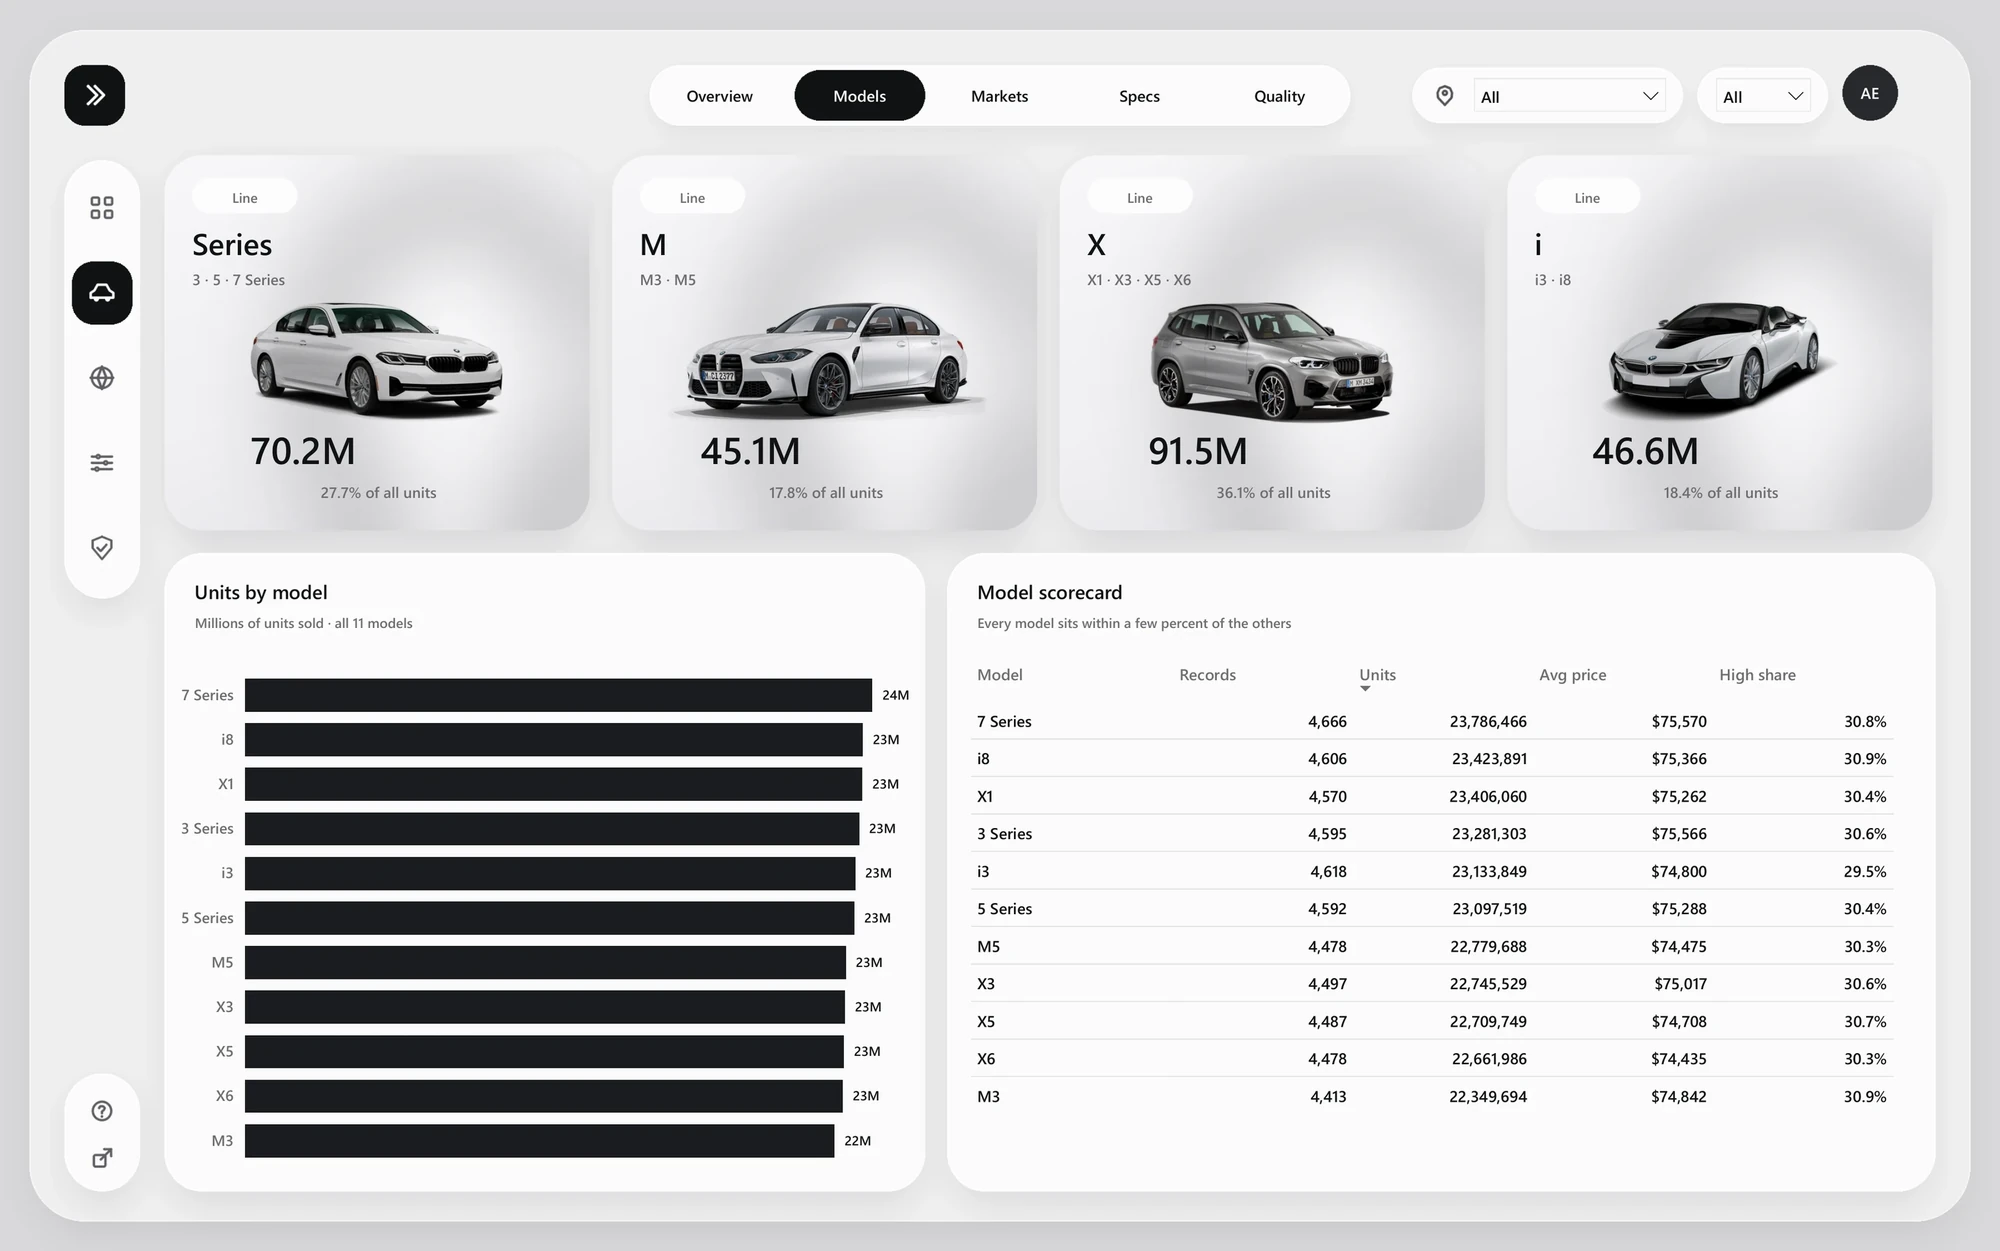 Overview Models Markets Specs Quality All All AE
Line
Series
3 · 5 · 7 Series
70.2M
27.7% of all units
Line
M
M3 · M5
45.1M
17.8% of all units
Line
X
X1 · X3 · X5 · X6
91.5M
36.1% of all units
Line
i
i3 · i8
46.6M
18.4% of all units
Units by model
Millions of units sold · all 11 models
7 Series 24M
i8 23M
X1 23M
3 Series 23M
i3 23M
5 Series 23M
M5 23M
X3 23M
X5 23M
X6 23M
M3 22M
Model scorecard
Every model sits within a few percent of the others
Model Records Units Avg price High share
7 Series 4,666 23,786,466 $75,570 30.8%
i8 4,606 23,423,891 $75,366 30.9%
X1 4,570 23,406,060 $75,262 30.4%
3 Series 4,595 23,281,303 $75,566 30.6%
i3 4,618 23,133,849 $74,800 29.5%
5 Series 4,592 23,097,519 $75,288 30.4%
M5 4,478 22,779,688 $74,475 30.3%
X3 4,497 22,745,529 $75,017 30.6%
X5 4,487 22,709,749 $74,708 30.7%
X6 4,478 22,661,986 $74,435 30.3%
M3 4,413 22,349,694 $74,842 30.9%